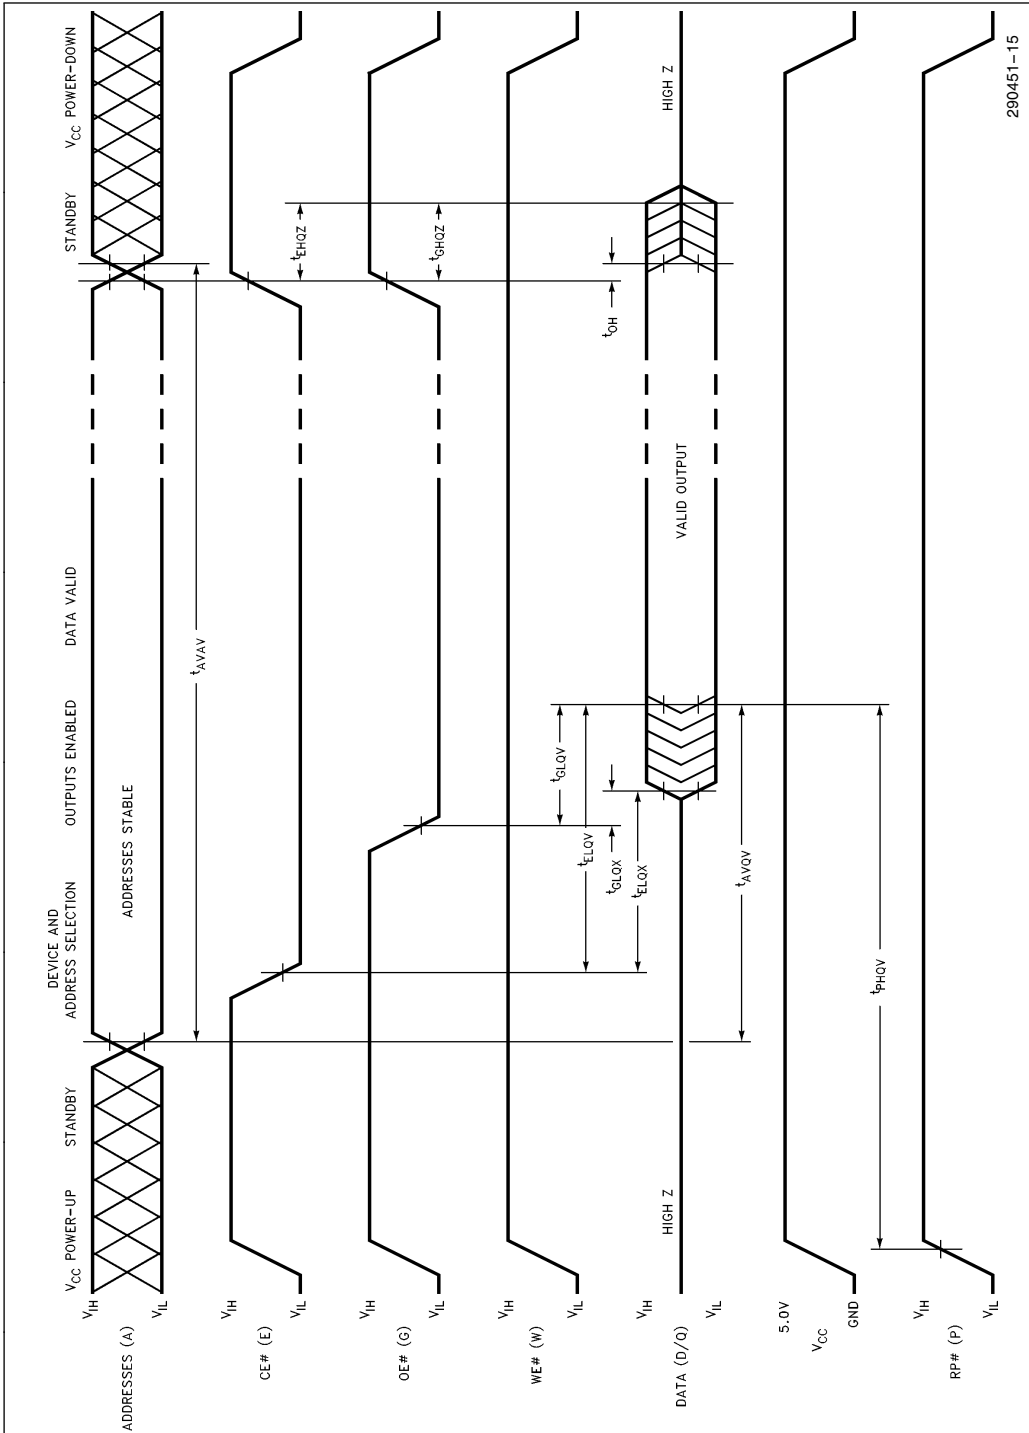 VCC POWER-UP
STANDBY
DEVICE AND
ADDRESS SELECTION
OUTPUTS ENABLED
DATA VALID
STANDBY
VCC POWER-DOWN
VIH
ADDRESSES (A)
VIL
ADDRESSES STABLE
tAVAV
VIH
CE# (E)
VIL
tEHQZ
VIH
OE# (G)
VIL
tGHQZ
VIH
WE# (W)
VIL
tGLQV
tELQV
tGLQX
tELQX
tOH
VIH
DATA (D/Q)
VIL
HIGH Z
VALID OUTPUT
HIGH Z
tAVQV
5.0V
VCC
GND
tPHQV
VIH
RP# (P)
VIL
290451-15